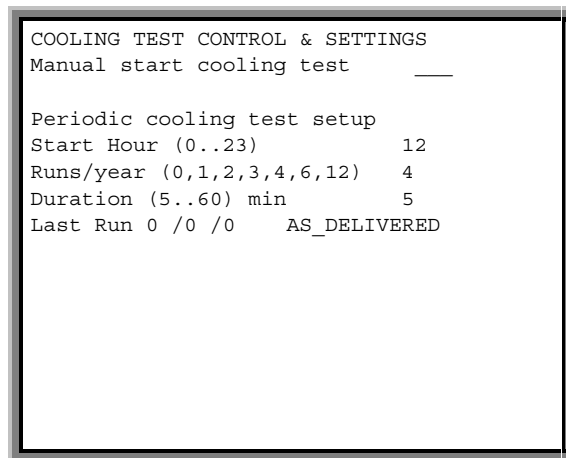 COOLING TEST CONTROL & SETTINGS
Manual start cooling test ___
Periodic cooling test setup
Start Hour (0..23) 12
Runs/year (0,1,2,3,4,6,12) 4
Duration (5..60) min 5
Last Run 0 /0 /0 AS_DELIVERED